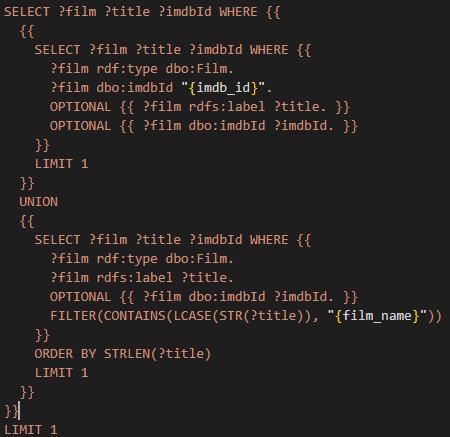 SELECT ?film ?title ?imdbId WHERE {{
  {{
    SELECT ?film ?title ?imdbId WHERE {{
      ?film rdf:type dbo:Film.
      ?film dbo:imdbId "{imdb_id}".
      OPTIONAL {{ ?film rdfs:label ?title. }}
      OPTIONAL {{ ?film dbo:imdbId ?imdbId. }}
    }}
    LIMIT 1
  }}
  UNION
  {{
    SELECT ?film ?title ?imdbId WHERE {{
      ?film rdf:type dbo:Film.
      ?film rdfs:label ?title.
      OPTIONAL {{ ?film dbo:imdbId ?imdbId. }}
      FILTER(CONTAINS(LCASE(STR(?title)), "{film_name}"))
    }}
    ORDER BY STRLEN(?title)
    LIMIT 1
  }}
}}
LIMIT 1